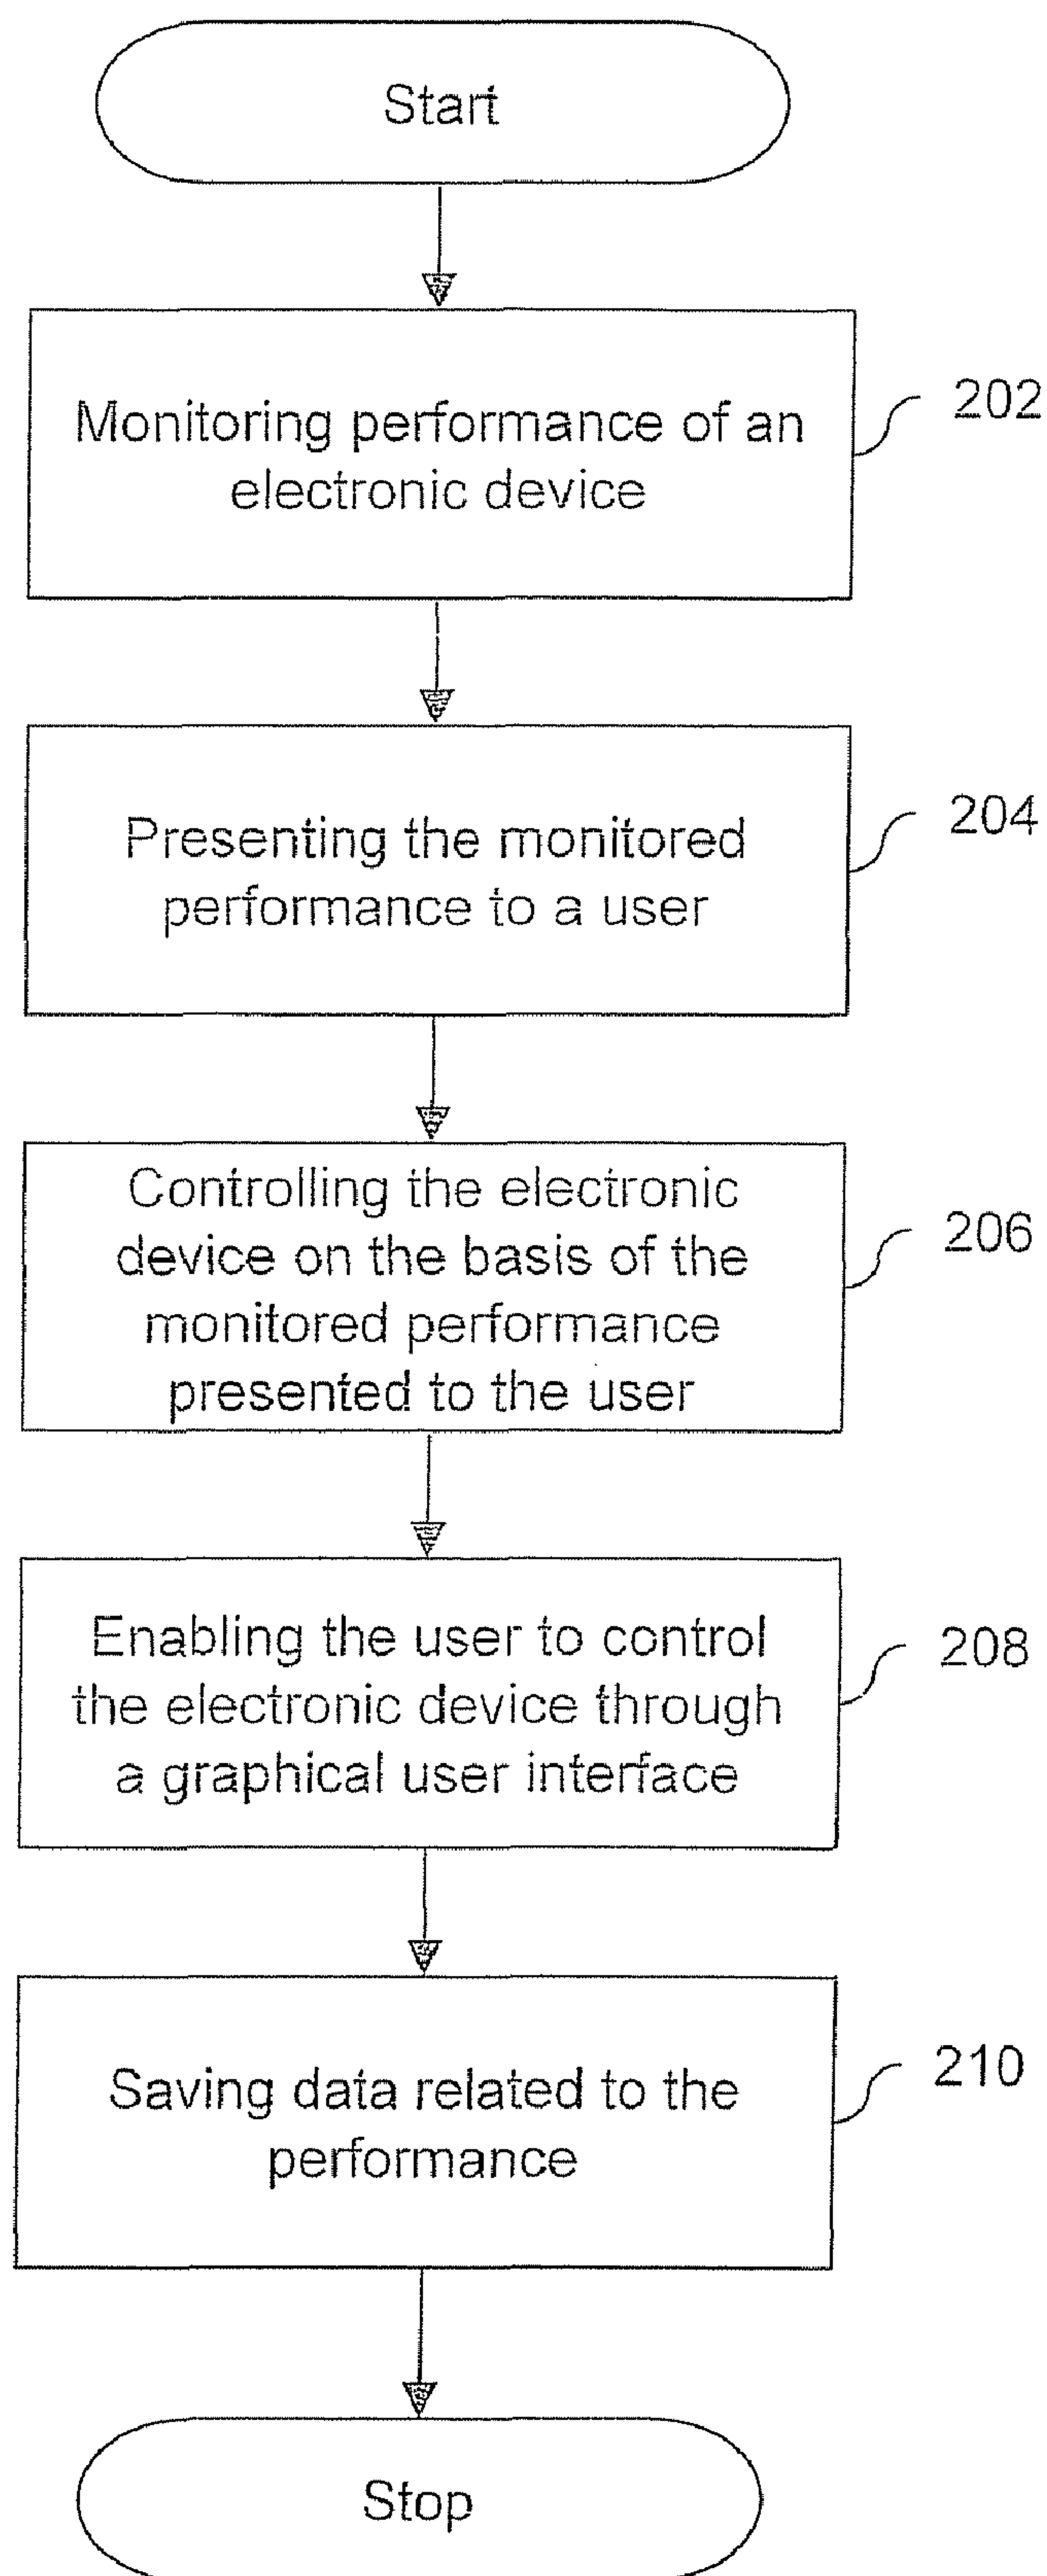 Start
Monitoring performance of an
electronic device
202
Presenting the monitored
performance to a user
204
Controlling the electronic
device on the basis of the
monitored performance
presented to the user
206
Enabling the user to control
the electronic device through
a graphical user interface
208
Saving data related to the
performance
210
Stop